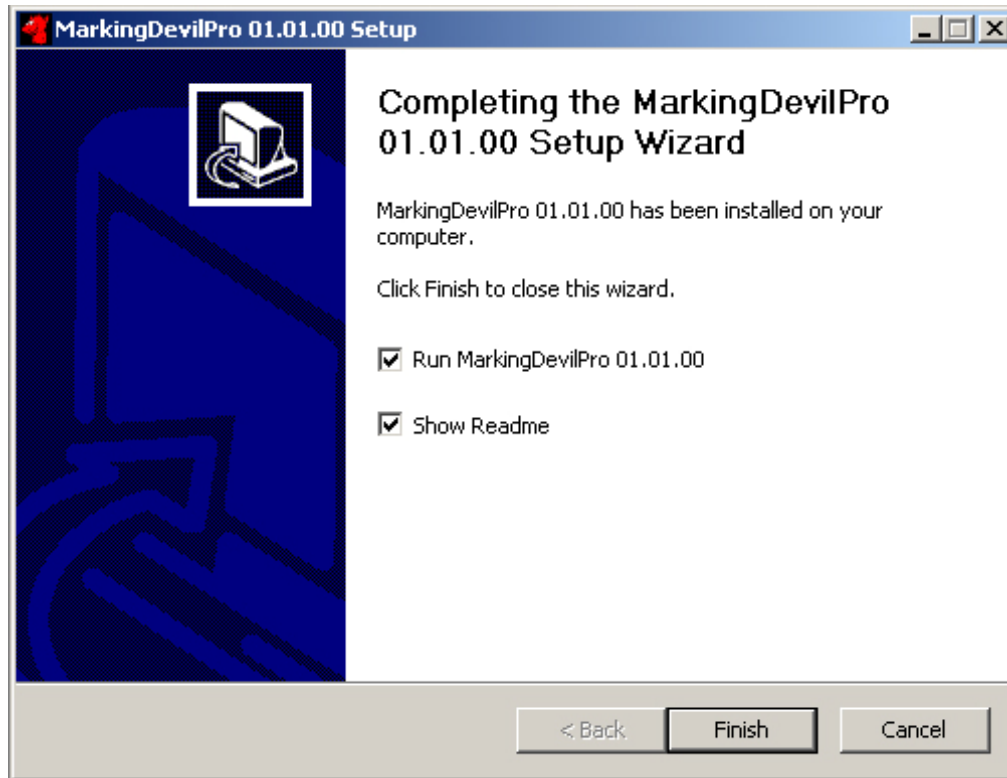 MarkingDevilPro 01.01.00 Setup
Completing the MarkingDevilPro
01.01.00 Setup Wizard
MarkingDevilPro 01.01.00 has been installed on your
computer.
Click Finish to close this wizard.
Run MarkingDevilPro 01.01.00
Show Readme
< Back
Finish
Cancel